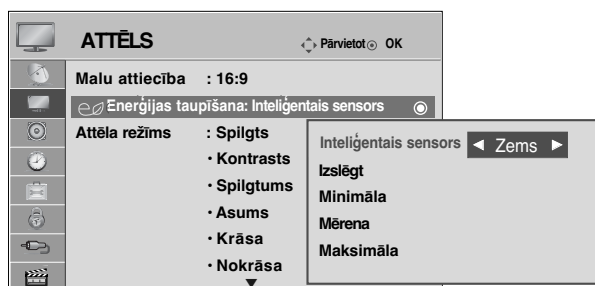 ATTĒLS
Pārvietot OK
Malu attiecība : 16:9
Enerģijas taupīšana: Inteliģentais sensors
Attēla režīms : Spilgts
• Kontrasts
• Spilgtums
• Asums
• Krāsa
• Nokrāsa
Inteliģentais sensors ◄ Zems ►
Izslēgt
Minimāla
Mērena
Maksimāla